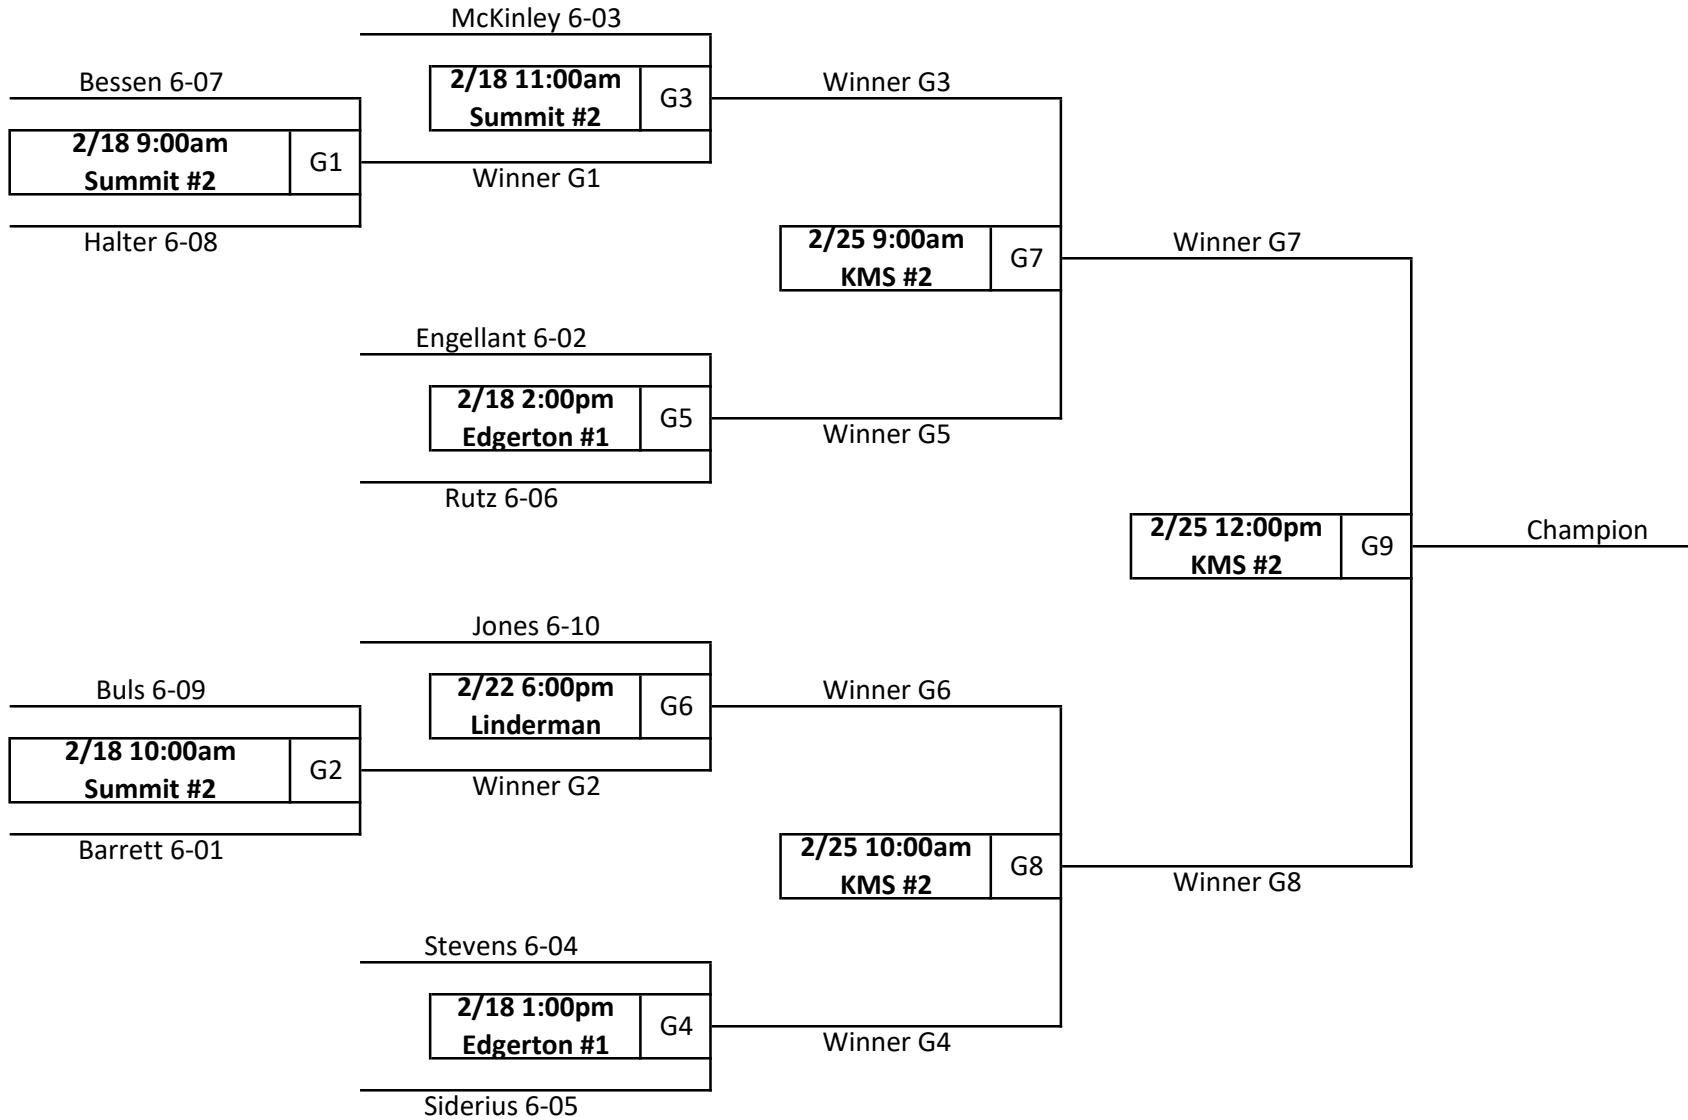 McKinley 6-03
Bessen 6-07
2/18 11:00am
Summit #2
G3
Winner G3
2/18 9:00am
Summit #2
G1
Winner G1
Halter 6-08
2/25 9:00am
KMS #2
G7
Winner G7
Engellant 6-02
2/18 2:00pm
Edgerton #1
G5
Winner G5
Rutz 6-06
2/25 12:00pm
KMS #2
G9
Champion
Jones 6-10
Buls 6-09
2/22 6:00pm
Linderman
G6
Winner G6
2/18 10:00am
Summit #2
G2
Winner G2
Barrett 6-01
2/25 10:00am
KMS #2
G8
Winner G8
Stevens 6-04
2/18 1:00pm
Edgerton #1
G4
Winner G4
Siderius 6-05